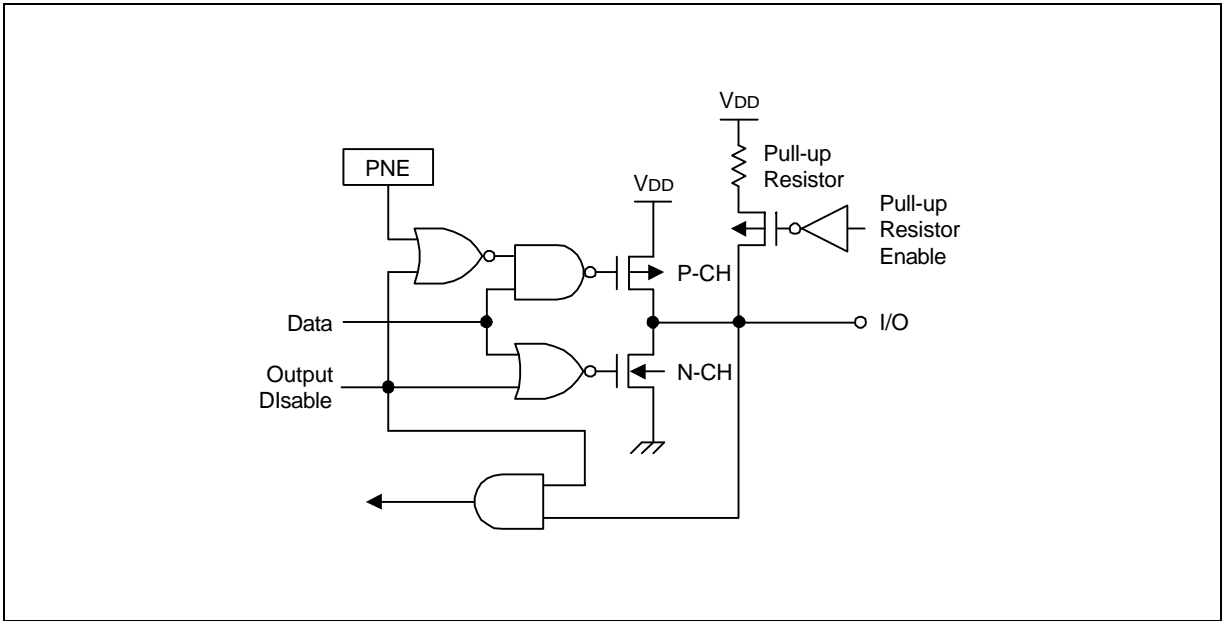 VDD
Pull-up
Resistor
PNE
VDD
Pull-up
Resistor
Enable
P-CH
Data
I/O
Output
DIsable
N-CH